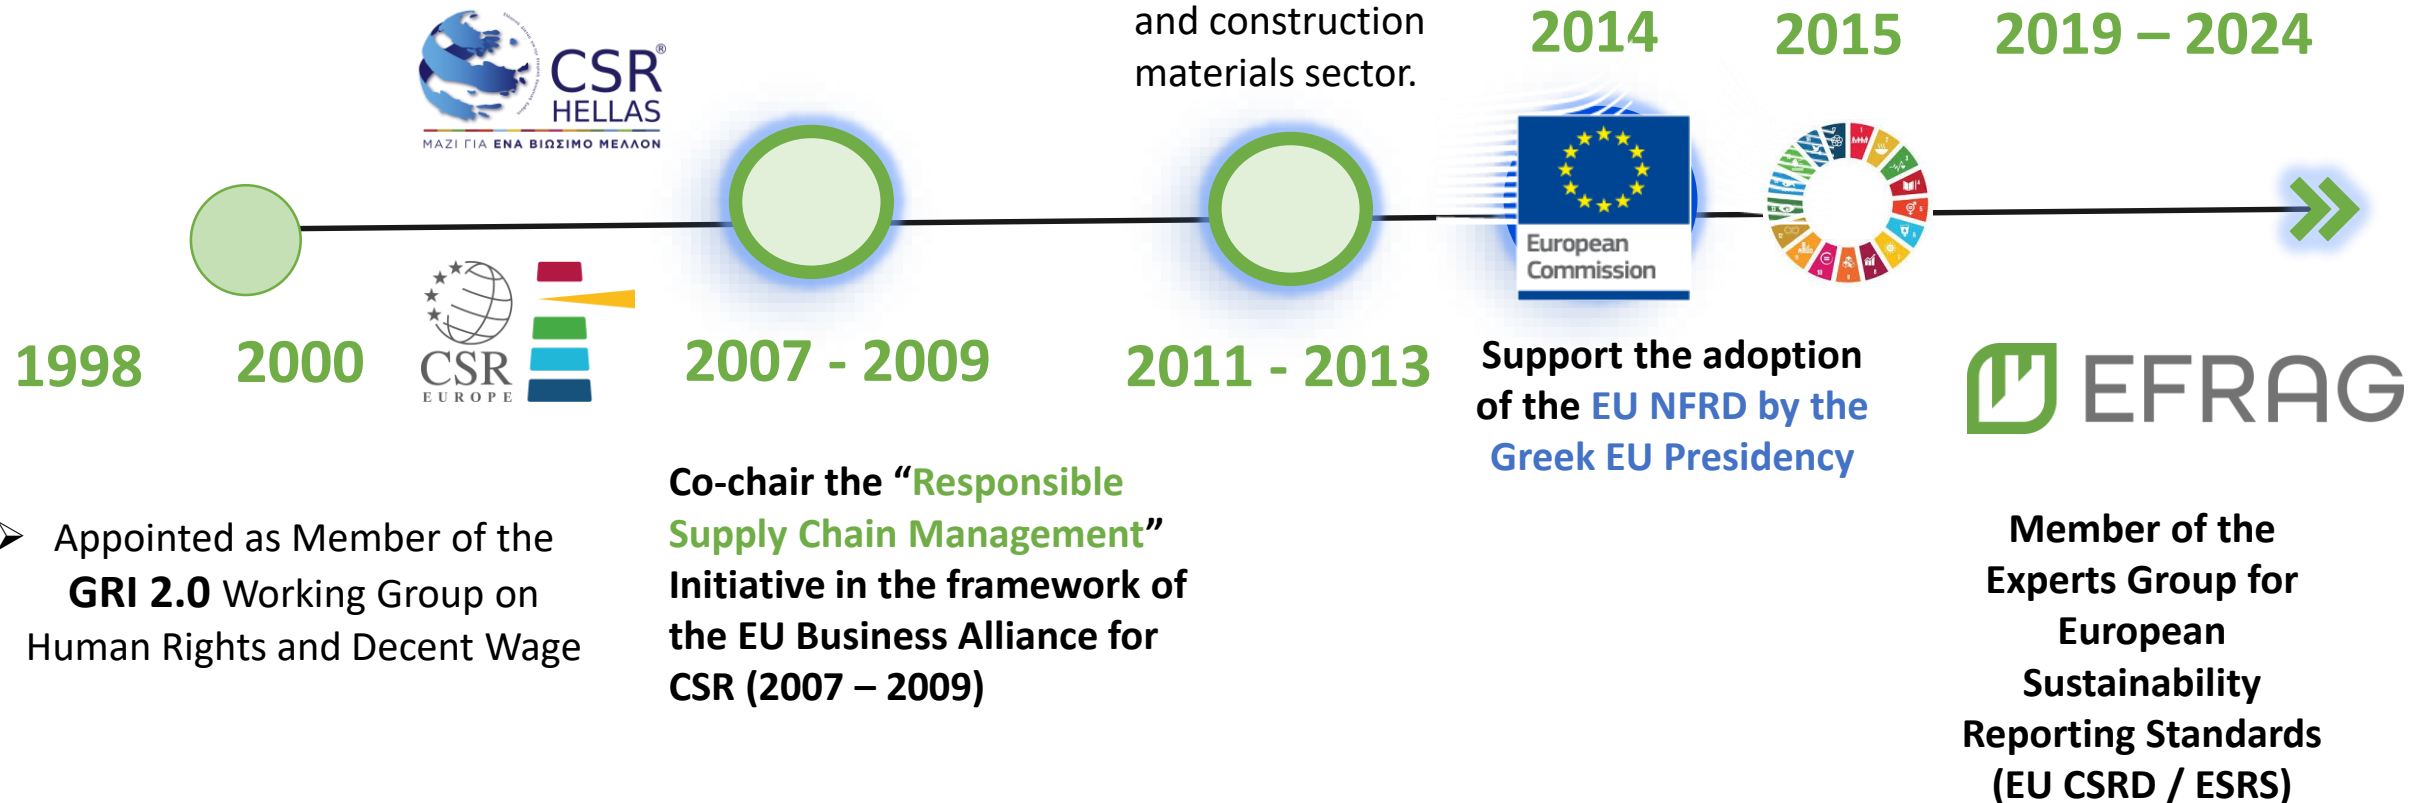 and construction
materials sector.
2014
2015
2019 – 2024
CSR®
HELLAS
ΜΑΖΙ ΓΙΑ ΕΝΑ ΒΙΩΣΙΜΟ ΜΕΛΛΟΝ
European
Commission
1998
2000
CSR
EUROPE
2007 - 2009
2011 - 2013
Support the adoption
of the EU NFRD by the
Greek EU Presidency
EFRAG
Co-chair the “Responsible
Supply Chain Management”
Initiative in the framework of
the EU Business Alliance for
CSR (2007 – 2009)
➢ Appointed as Member of the
GRI 2.0 Working Group on
Human Rights and Decent Wage
Member of the
Experts Group for
European
Sustainability
Reporting Standards
(EU CSRD / ESRS)